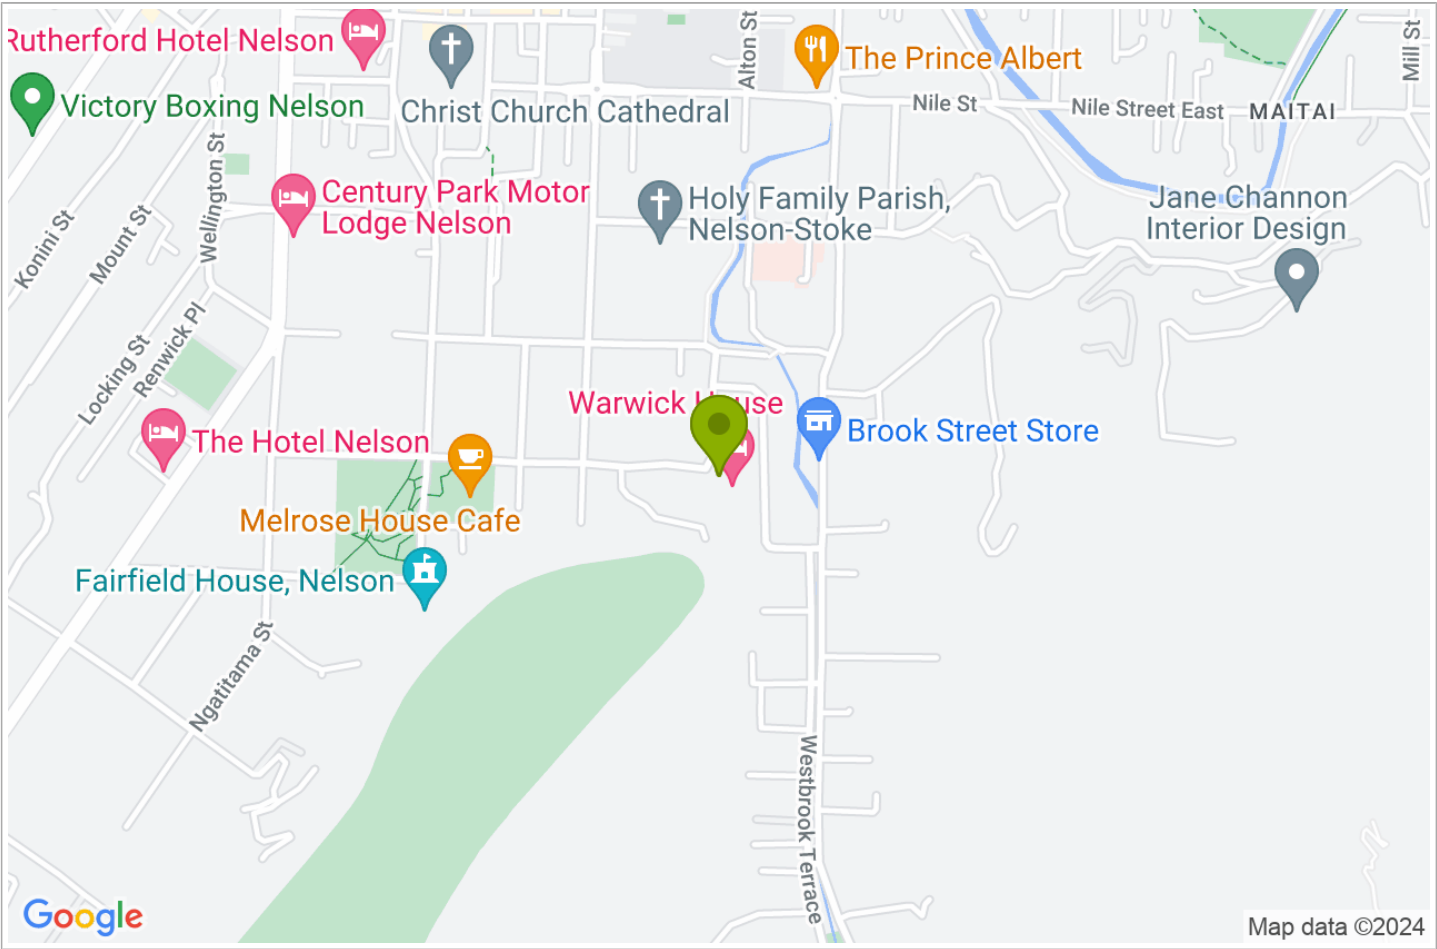 Rutherford Hotel Nelson
Alton St
Mill St
The Prince Albert
Victory Boxing Nelson
Christ Church Cathedral
Nile St
Nile Street East
MAITAI
Wellington St
Century Park Motor
Lodge Nelson
Holy Family Parish,
Nelson-Stoke
Jane Channon
Interior Design
Konini St
Mount St
Renwick Pl
Locking St
Warwick House
The Hotel Nelson
Brook Street Store
Melrose House Cafe
Fairfield House, Nelson
Ngatitama St
Westbrook Terrace
Google
Map data ©2024